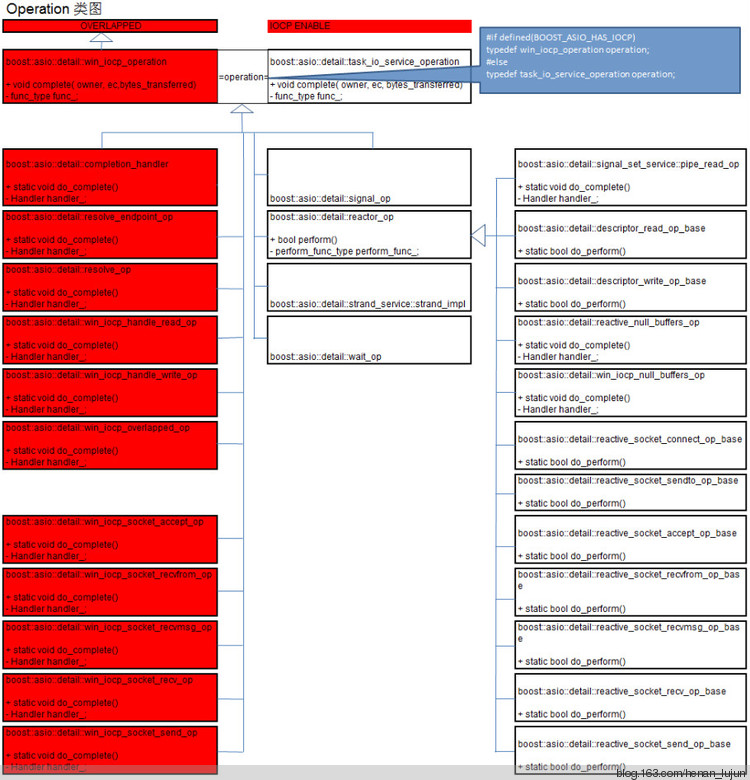 Operation 类图
OVERLAPPED
IOCP ENABLE
#if defined(BOOST_ASIO_HAS_IOCP)
typedef win_iocp_operation operation;
#else
typedef task_io_service_operation operation;
boost::asio::detail::win_iocp_operation
+ void complete( owner, ec,bytes_transferred)
- func_type func_;
=operation=
boost::asio::detail::task_io_service_operation
+ void complete( owner, ec, bytes_transferred)
- func_type func_;
boost::asio::detail::completion_handler
+ static void do_complete()
- Handler handler_;
boost::asio::detail::resolve_endpoint_op
+ static void do_complete()
- Handler handler_;
boost::asio::detail::resolve_op
+ static void do_complete()
- Handler handler_;
boost::asio::detail::win_iocp_handle_read_op
+ static void do_complete()
- Handler handler_;
boost::asio::detail::win_iocp_handle_write_op
+ static void do_complete()
- Handler handler_;
boost::asio::detail::win_iocp_overlapped_op
+ static void do_complete()
- Handler handler_;
boost::asio::detail::win_iocp_socket_accept_op
+ static void do_complete()
- Handler handler_;
boost::asio::detail::win_iocp_socket_recvfrom_op
+ static void do_complete()
- Handler handler_;
boost::asio::detail::win_iocp_socket_recvmsg_op
+ static void do_complete()
- Handler handler_;
boost::asio::detail::win_iocp_socket_recv_op
+ static void do_complete()
- Handler handler_;
boost::asio::detail::win_iocp_socket_send_op
+ static void do_complete()
- Handler handler_;
boost::asio::detail::signal_op
boost::asio::detail::reactor_op
+ bool perform()
- perform_func_type perform_func_;
boost::asio::detail::strand_service::strand_impl
boost::asio::detail::wait_op
boost::asio::detail::signal_set_service::pipe_read_op
+ static void do_complete()
- Handler handler_;
boost::asio::detail::descriptor_read_op_base
+ static bool do_perform()
boost::asio::detail::descriptor_write_op_base
+ static bool do_perform()
boost::asio::detail::reactive_null_buffers_op
+ static void do_complete()
- Handler handler_;
boost::asio::detail::win_iocp_null_buffers_op
+ static void do_complete()
- Handler handler_;
boost::asio::detail::reactive_socket_connect_op_base
+ static bool do_perform()
boost::asio::detail::reactive_socket_sendto_op_base
+ static bool do_perform()
boost::asio::detail::reactive_socket_accept_op_base
+ static bool do_perform()
boost::asio::detail::reactive_socket_recvfrom_op_bas
e
+ static bool do_perform()
boost::asio::detail::reactive_socket_recvmsg_op_bas
e
+ static bool do_perform()
boost::asio::detail::reactive_socket_recv_op_base
+ static bool do_perform()
boost::asio::detail::reactive_socket_send_op_base
+ static bool do_perform()
blog.163.com/henan_lujun